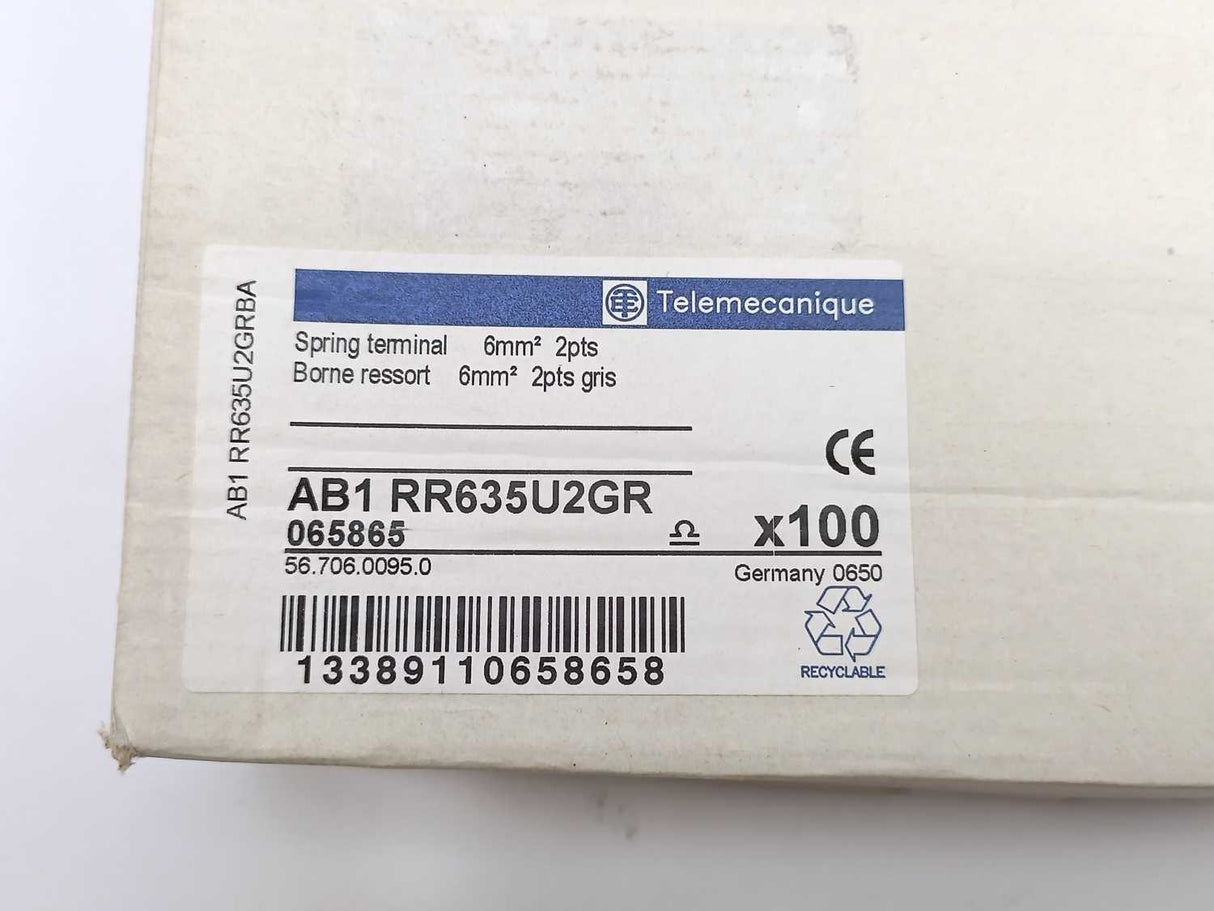 Telemecanique
Spring terminal 6mm² 2pts
Borne ressort 6mm² 2pts gris
CE
AB1 RR635U2GR
065865
x100
56.706.0095.0
Germany 0650
13389110658658
RECYCLABLE
AB1 RR635U2GRBA